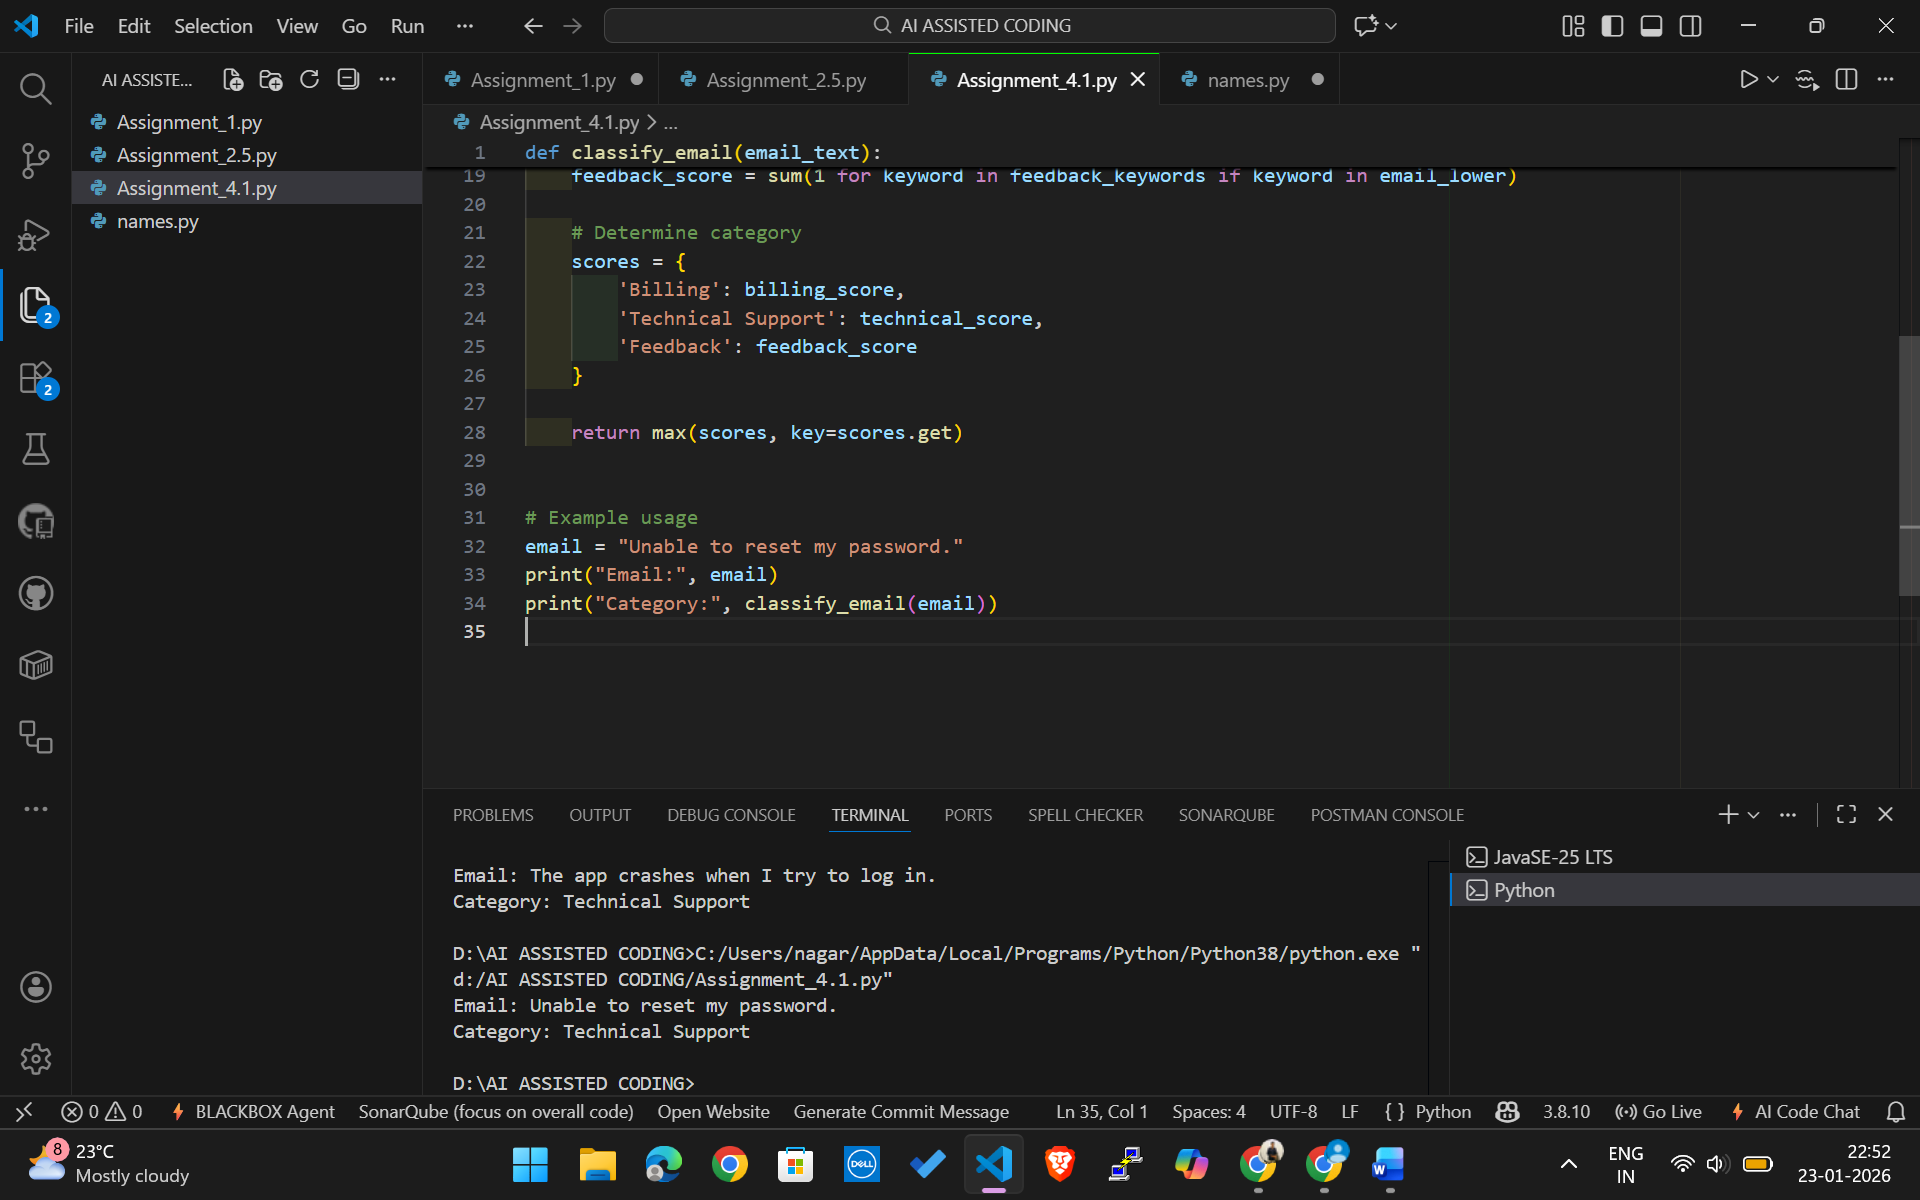 File Edit Selection View Go Run ··· AI ASSISTED CODING
AI ASSISTE...
Assignment_1.py
Assignment_2.5.py
Assignment_4.1.py
names.py
Assignment_1.py Assignment_2.5.py Assignment_4.1.py names.py
Assignment_4.1.py > ...
1 def classify_email(email_text):
19 feedback_score = sum(1 for keyword in feedback_keywords if keyword in email_lower)
20
21 # Determine category
22 scores = {
23 'Billing': billing_score,
24 'Technical Support': technical_score,
25 'Feedback': feedback_score
26 }
27
28 return max(scores, key=scores.get)
29
30
31 # Example usage
32 email = "Unable to reset my password."
33 print("Email:", email)
34 print("Category:", classify_email(email))
35
2
2
PROBLEMS OUTPUT DEBUG CONSOLE TERMINAL PORTS SPELL CHECKER SONARQUBE POSTMAN CONSOLE
Email: The app crashes when I try to log in.
Category: Technical Support
D:\AI ASSISTED CODING>C:/Users/nagar/AppData/Local/Programs/Python/Python38/python.exe "
d:/AI ASSISTED CODING/Assignment_4.1.py"
Email: Unable to reset my password.
Category: Technical Support
D:\AI ASSISTED CODING>
JavaSE-25 LTS
Python
0 0 BLACKBOX Agent SonarQube (focus on overall code) Open Website Generate Commit Message Ln 35, Col 1 Spaces: 4 UTF-8 LF { } Python 3.8.10 Go Live AI Code Chat
8
23°C
Mostly cloudy
DELL
W
ENG
IN
22:52
23-01-2026